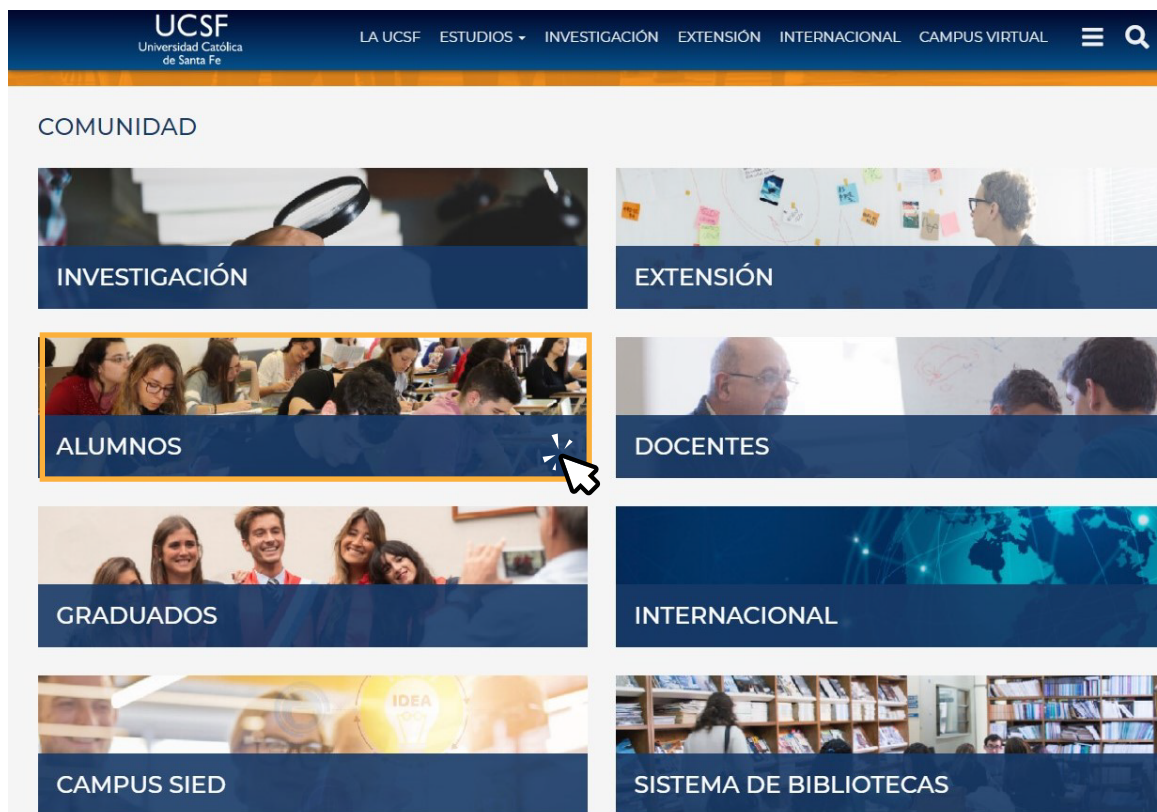 UCSF
Universidad Católica
de Santa Fe
LA UCSF ESTUDIOS INVESTIGACIÓN EXTENSIÓN INTERNACIONAL CAMPUS VIRTUAL
COMUNIDAD
INVESTIGACIÓN
EXTENSIÓN
ALUMNOS
DOCENTES
GRADUADOS
INTERNACIONAL
IDEA
CAMPUS SIED
SISTEMA DE BIBLIOTECAS